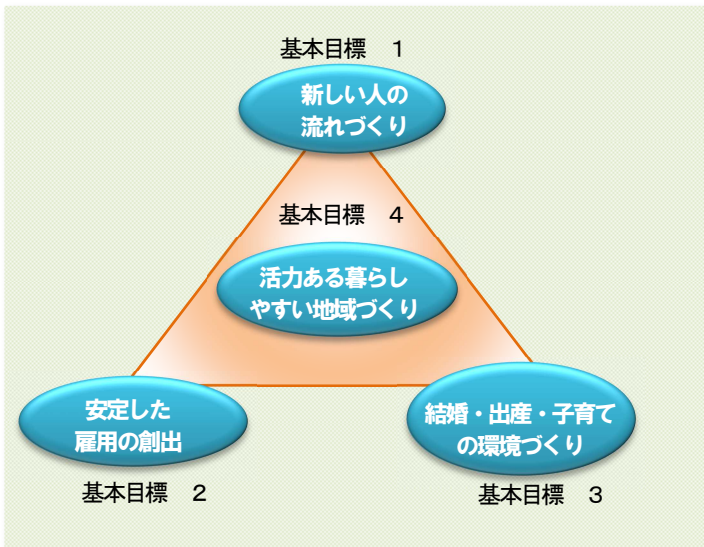 基本目標　1
新しい人の
流れづくり
基本目標　4
活力ある暮らし
やすい地域づくり
安定した
雇用の創出
基本目標　2
結婚・出産・子育て
の環境づくり
基本目標　3